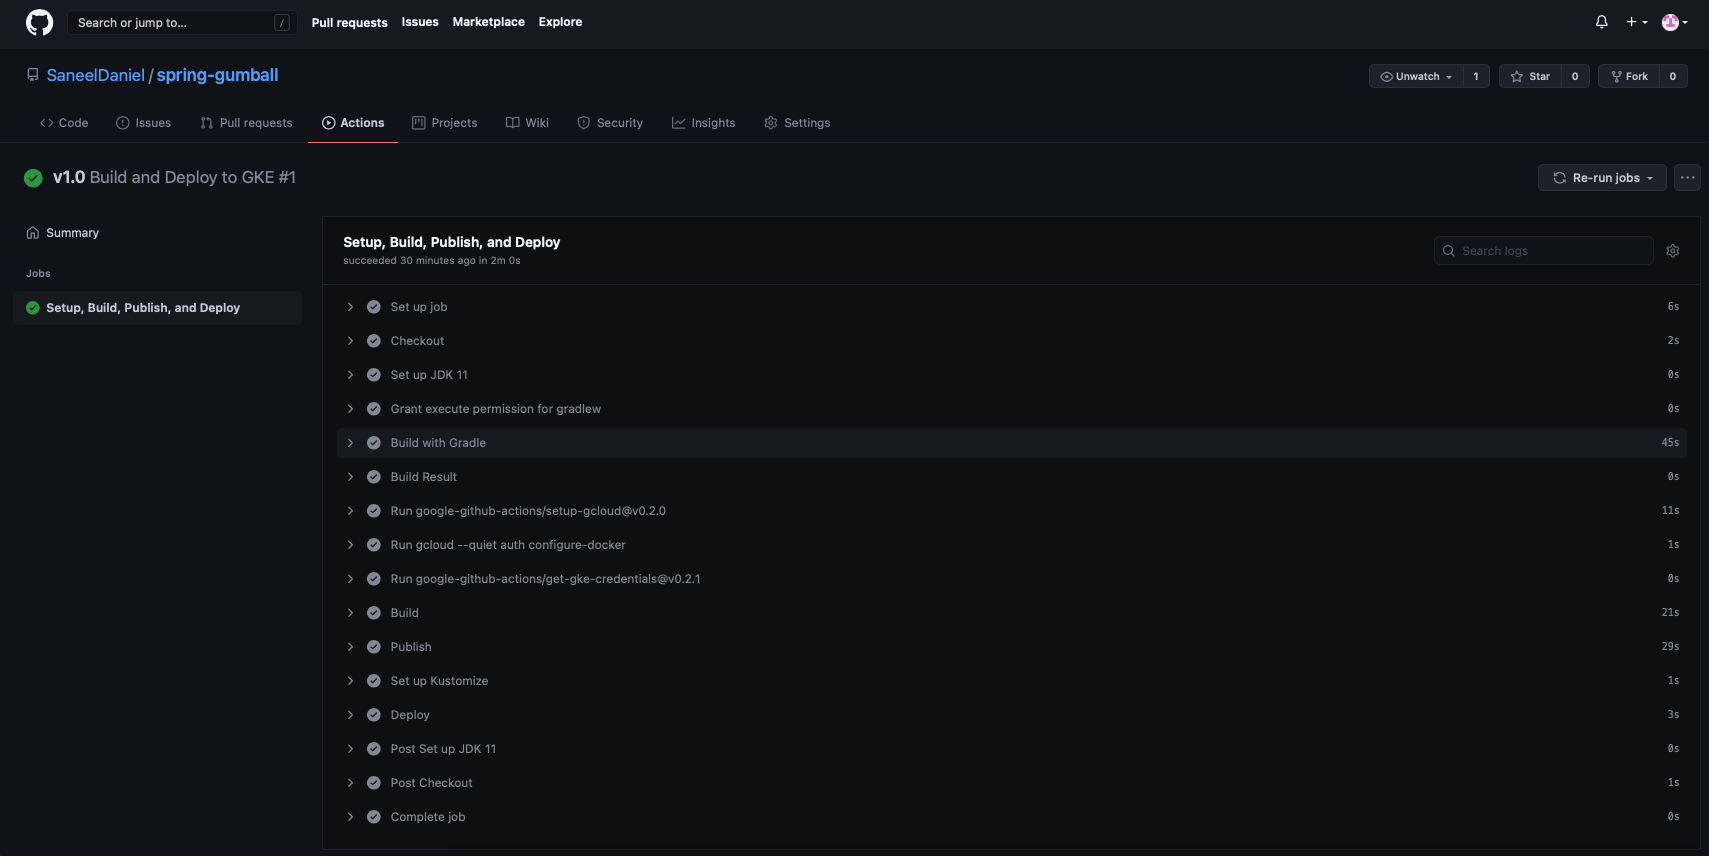 Search or jump to... / Pull requests Issues Marketplace Explore
SaneelDaniel / spring-gumball Unwatch 1 Star 0 Fork 0
Code Issues Pull requests Actions Projects Wiki Security Insights Settings
v1.0 Build and Deploy to GKE #1 Re-run jobs ...
Summary
Jobs
Setup, Build, Publish, and Deploy
Setup, Build, Publish, and Deploy
succeeded 30 minutes ago in 2m 0s
Search logs
Set up job 6s
Checkout 2s
Set up JDK 11 0s
Grant execute permission for gradlew 0s
Build with Gradle 45s
Build Result 0s
Run google-github-actions/setup-gcloud@v0.2.0 11s
Run gcloud --quiet auth configure-docker 1s
Run google-github-actions/get-gke-credentials@v0.2.1 0s
Build 21s
Publish 29s
Set up Kustomize 1s
Deploy 3s
Post Set up JDK 11 0s
Post Checkout 1s
Complete job 0s